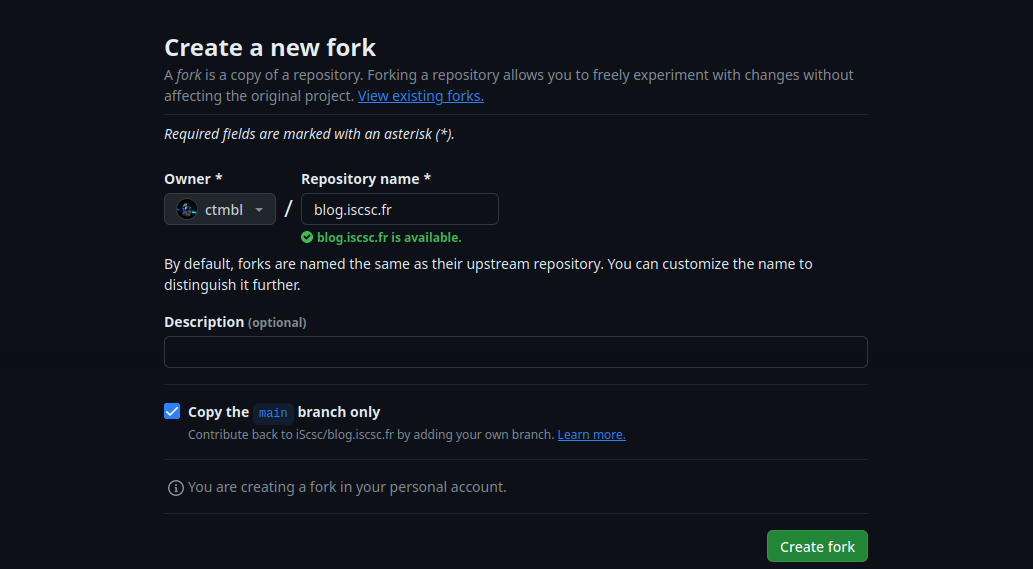 Create a new fork
A fork is a copy of a repository. Forking a repository allows you to freely experiment with changes without
affecting the original project. View existing forks.
Required fields are marked with an asterisk (*).
Owner * Repository name *
ctmbl / blog.iscsc.fr
blog.iscsc.fr is available.
By default, forks are named the same as their upstream repository. You can customize the name to
distinguish it further.
Description (optional)
Copy the main branch only
Contribute back to iScsc/blog.iscsc.fr by adding your own branch. Learn more.
You are creating a fork in your personal account.
Create fork